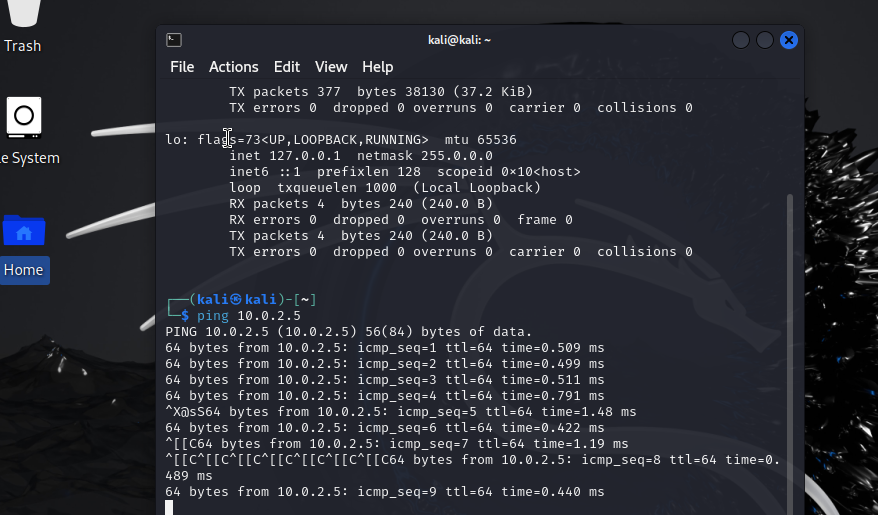 Trash
le System
Home
kali@kali: ~
File Actions Edit View Help
TX packets 377  bytes 38130 (37.2 KiB)
TX errors 0  dropped 0 overruns 0  carrier 0  collisions 0
lo: flags=73<UP,LOOPBACK,RUNNING>  mtu 65536
inet 127.0.0.1  netmask 255.0.0.0
inet6 ::1  prefixlen 128  scopeid 0×10<host>
loop  txqueuelen 1000  (Local Loopback)
RX packets 4  bytes 240 (240.0 B)
RX errors 0  dropped 0  overruns 0  frame 0
TX packets 4  bytes 240 (240.0 B)
TX errors 0  dropped 0 overruns 0  carrier 0  collisions 0
┌──(kali㉿kali)-[~]
└─$ ping 10.0.2.5
PING 10.0.2.5 (10.0.2.5) 56(84) bytes of data.
64 bytes from 10.0.2.5: icmp_seq=1 ttl=64 time=0.509 ms
64 bytes from 10.0.2.5: icmp_seq=2 ttl=64 time=0.499 ms
64 bytes from 10.0.2.5: icmp_seq=3 ttl=64 time=0.511 ms
64 bytes from 10.0.2.5: icmp_seq=4 ttl=64 time=0.791 ms
^X@sS64 bytes from 10.0.2.5: icmp_seq=5 ttl=64 time=1.48 ms
64 bytes from 10.0.2.5: icmp_seq=6 ttl=64 time=0.422 ms
^[[C64 bytes from 10.0.2.5: icmp_seq=7 ttl=64 time=1.19 ms
^[[C^[[C^[[C^[[C^[[C^[[C^[[C64 bytes from 10.0.2.5: icmp_seq=8 ttl=64 time=0.
489 ms
64 bytes from 10.0.2.5: icmp_seq=9 ttl=64 time=0.440 ms